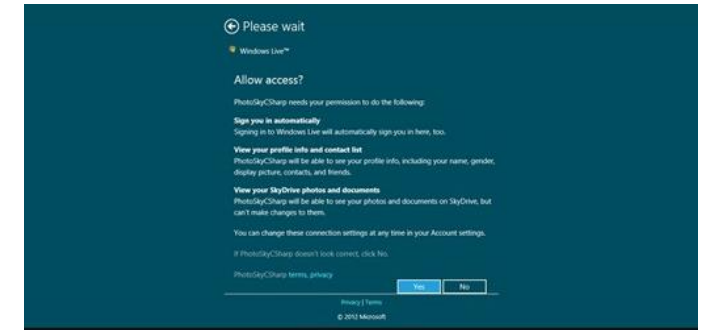 Please wait
Windows Live™
Allow access?
PhotoSkyCSharp needs your permission to do the following:
Sign you in automatically
Signing in to Windows Live will automatically sign you in here, too.
View your profile info and contact list
PhotoSkyCSharp will be able to see your profile info, including your name, gender,
display picture, contacts, and friends.
View your SkyDrive photos and documents
PhotoSkyCSharp will be able to see your photos and documents on SkyDrive, but
can't make changes to them.
You can change these connection settings at any time in your Account settings.
If PhotoSkyCSharp doesn't look correct, click No.
PhotoSkyCSharp terms, privacy
Yes No
Privacy | Terms
© 2012 Microsoft